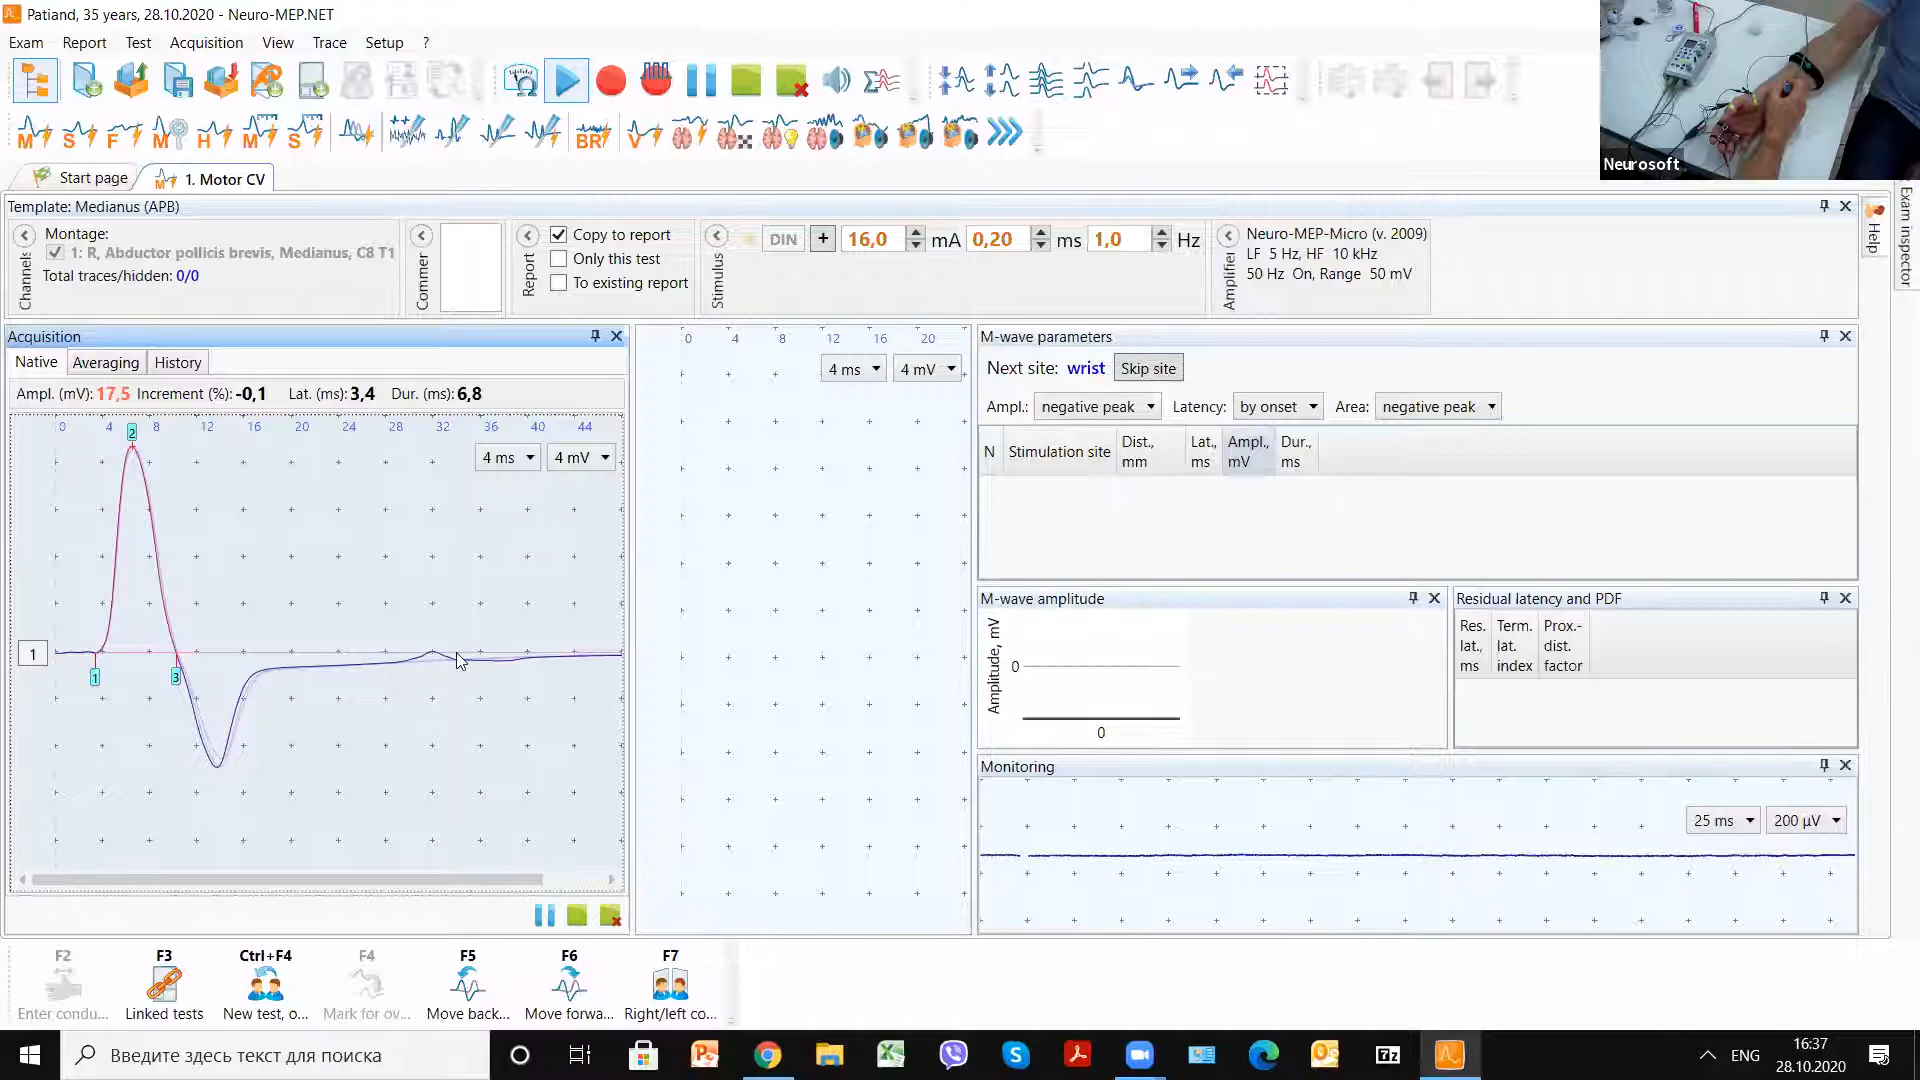 Patiand, 35 years, 28.10.2020 - Neuro-MEP.NET
Exam Report Test Acquisition View Trace Setup ?
M S F M H M S BR V
Start page 1. Motor CV
Neurosoft
Template: Medianus (APB)
Channels
Montage:
1: R, Abductor pollicis brevis, Medianus, C8 T1
Total traces/hidden: 0/0
Commer
Report
Copy to report
Only this test
To existing report
Stimulus
DIN + 16,0 mA 0,20 ms 1,0 Hz
Amplifier
Neuro-MEP-Micro (v. 2009)
LF 5 Hz, HF 10 kHz
50 Hz On, Range 50 mV
Help
Exam inspector
Acquisition
Native Averaging History
Ampl. (mV): 17,5 Increment (%): -0,1 Lat. (ms): 3,4 Dur. (ms): 6,8
0 4 8 12 16 20 24 28 32 36 40 44
4 ms 4 mV
2
1
1 3
0 4 8 12 16 20
4 ms 4 mV
M-wave parameters
Next site: wrist Skip site
Ampl.: negative peak Latency: by onset Area: negative peak
N Stimulation site Dist., mm Lat., ms Ampl., mV Dur., ms
M-wave amplitude
Amplitude, mV
0
0
Residual latency and PDF
Res. lat., ms Term. lat. index Prox.- dist. factor
Monitoring
25 ms 200 µV
F2 F3 Ctrl+F4 F4 F5 F6 F7
Enter condu... Linked tests New test, o... Mark for ov... Move back... Move forwa... Right/left co...
Введите здесь текст для поиска
7z
ENG
16:37
28.10.2020